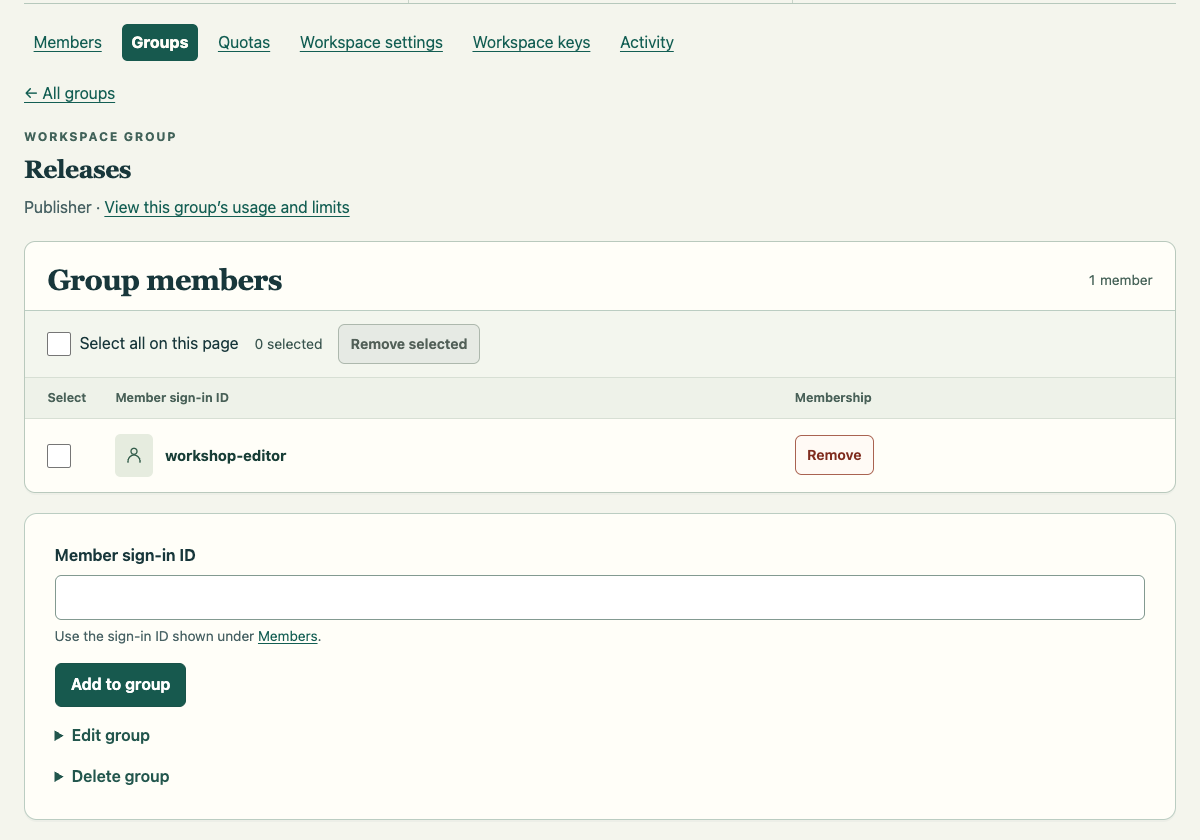 Members Groups Quotas Workspace settings Workspace keys Activity
← All groups
WORKSPACE GROUP
Releases
Publisher · View this group’s usage and limits
Group members 1 member
Select all on this page 0 selected Remove selected
Select Member sign-in ID Membership
workshop-editor Remove
Member sign-in ID
Use the sign-in ID shown under Members.
Add to group
▶ Edit group
▶ Delete group